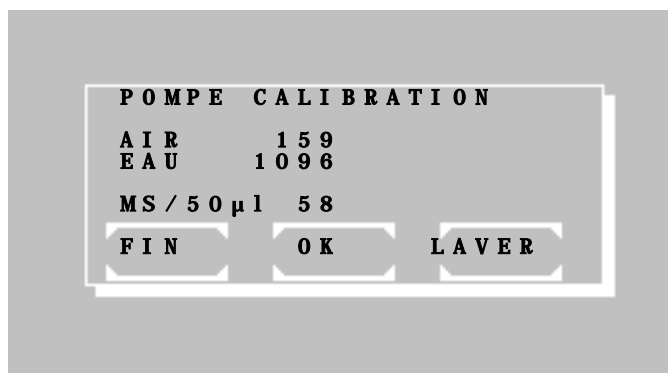 POMPE CALIBRATION
AIR 159
EAU 1096
MS/50µl 58
FIN OK LAVER